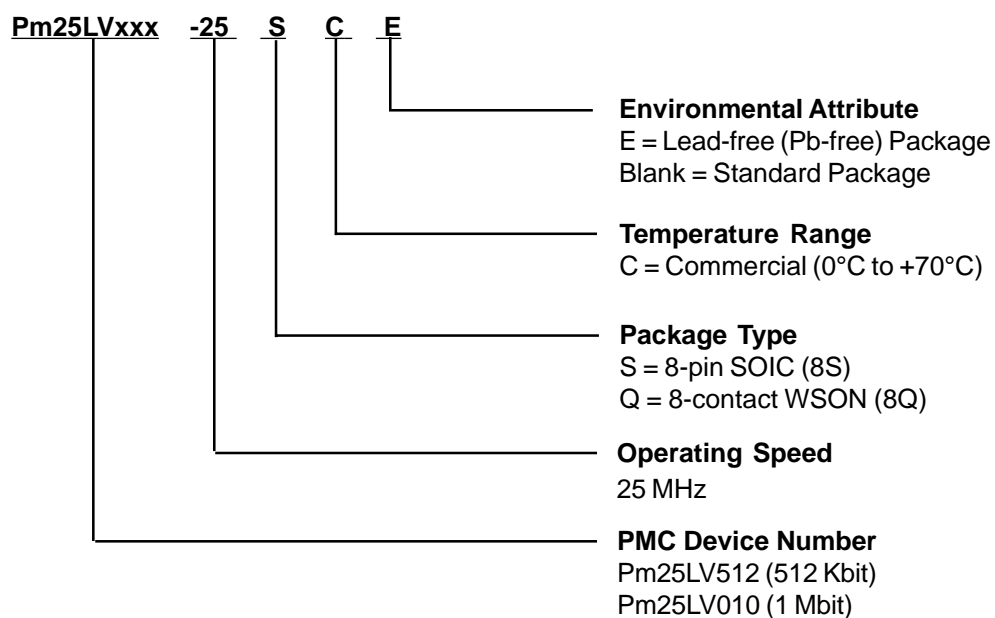 Pm25LVxxx -25 S C E
Environmental Attribute
E = Lead-free (Pb-free) Package
Blank = Standard Package
Temperature Range
C = Commercial (0°C to +70°C)
Package Type
S = 8-pin SOIC (8S)
Q = 8-contact WSON (8Q)
Operating Speed
25 MHz
PMC Device Number
Pm25LV512 (512 Kbit)
Pm25LV010 (1 Mbit)